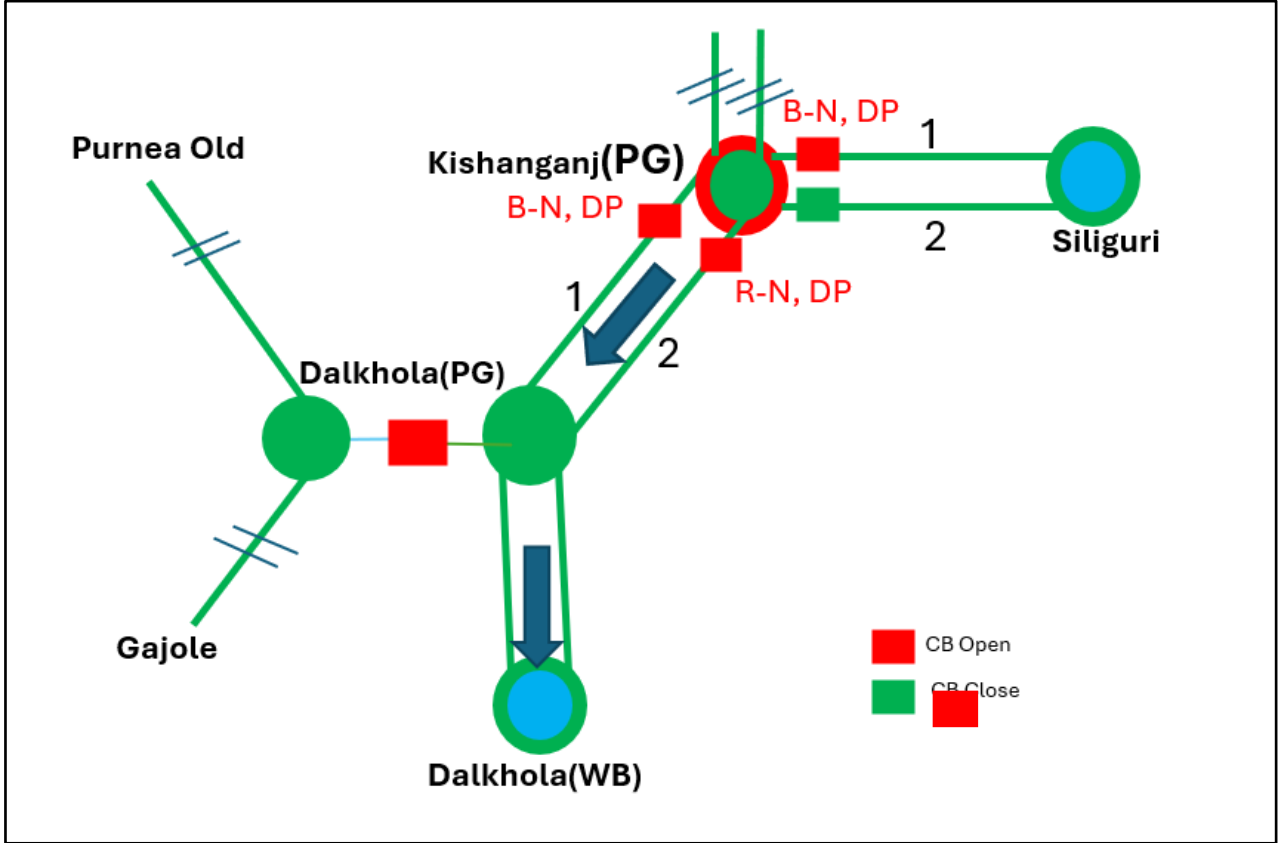 B-N, DP
1
Purnea Old
Kishanganj(PG)
B-N, DP
2
Siliguri
R-N, DP
1
2
Dalkhola(PG)
Gajole
CB Open
CB Close
Dalkhola(WB)